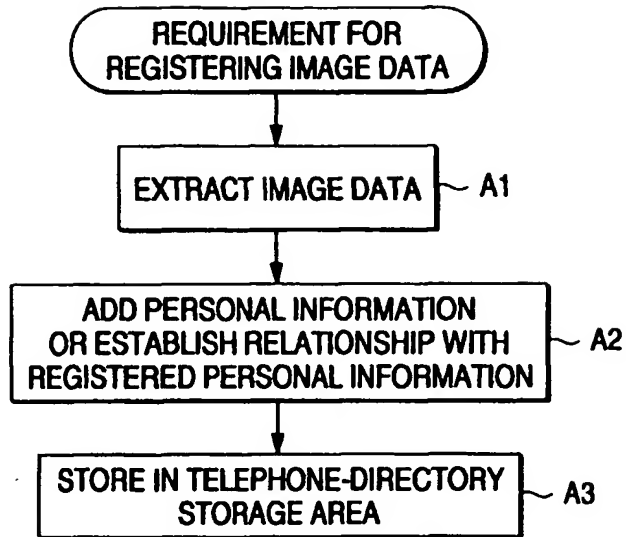 REQUIREMENT FOR
REGISTERING IMAGE DATA
EXTRACT IMAGE DATA
A1
ADD PERSONAL INFORMATION
OR ESTABLISH RELATIONSHIP WITH
REGISTERED PERSONAL INFORMATION
A2
STORE IN TELEPHONE-DIRECTORY
STORAGE AREA
A3